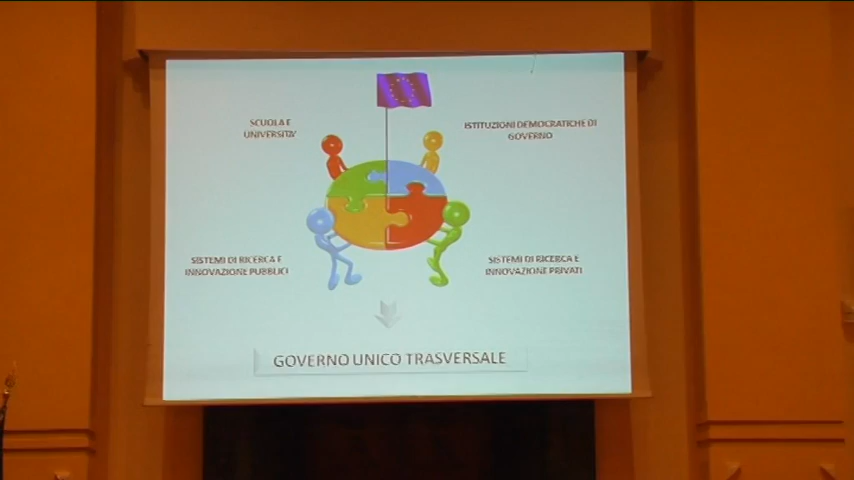 SCUOLA E
UNIVERSITA'
ISTITUZIONI DEMOCRATICHE DI
GOVERNO
SISTEMI DI RICERCA E
INNOVAZIONE PUBBLICI
SISTEMI DI RICERCA E
INNOVAZIONE PRIVATI
GOVERNO UNICO TRASVERSALE